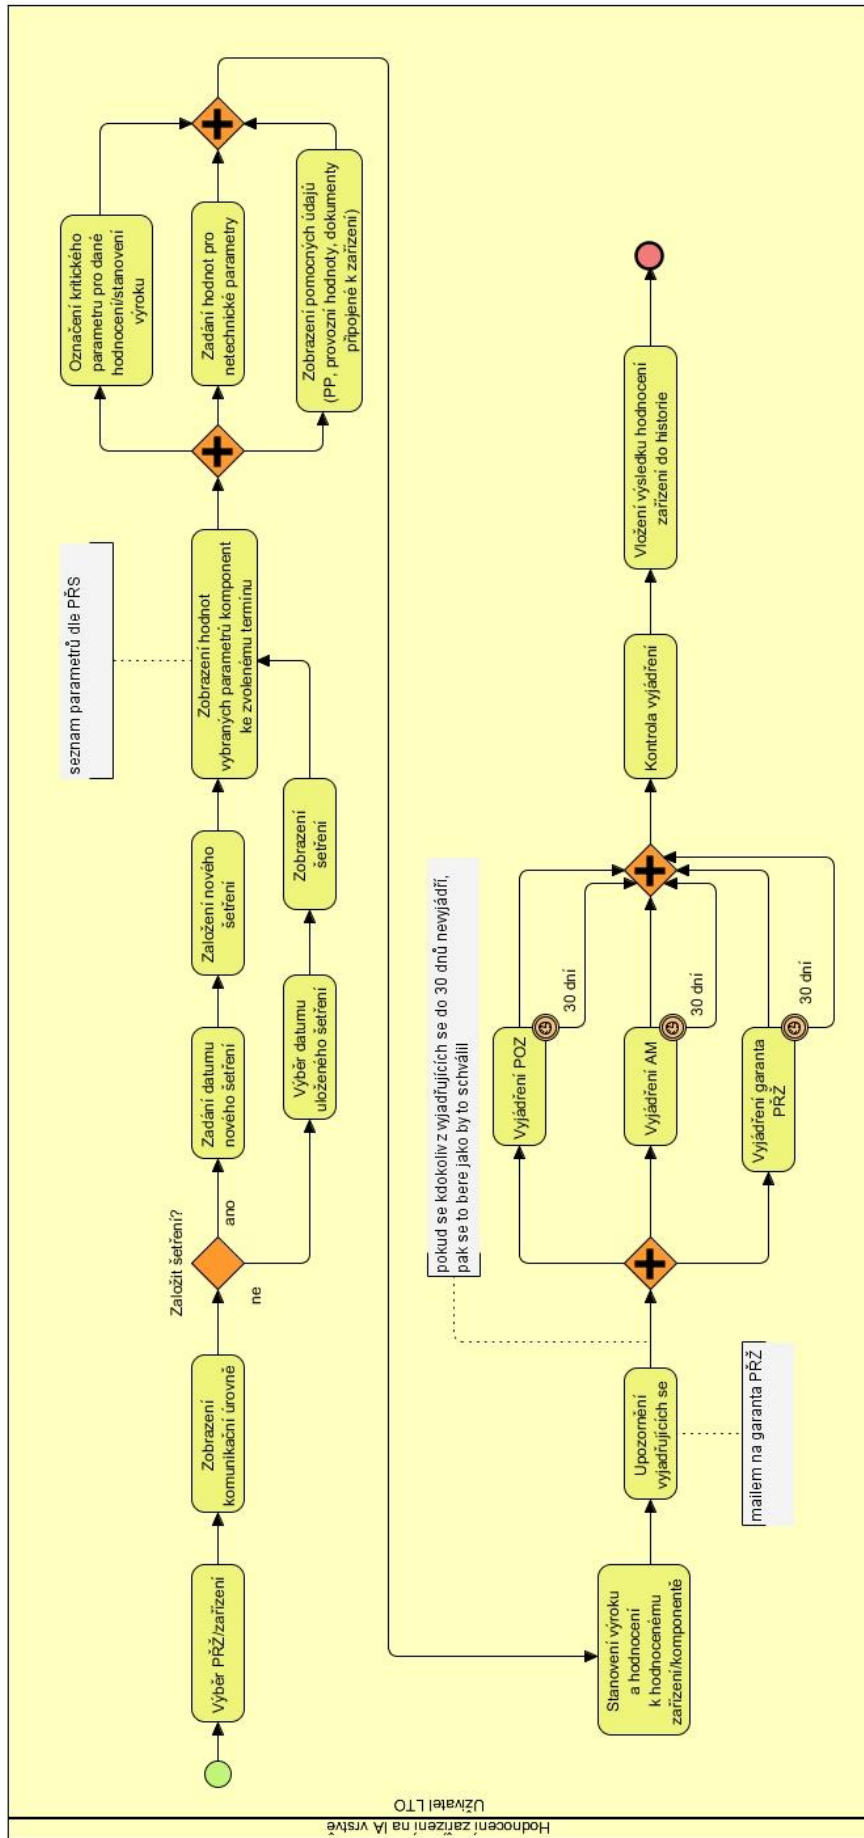 Hodnocení zařízení na IA vrstvě
Uživatel LTO
Výběr PŘŽ/zařízení
Zobrazení
komunikační úrovně
Založit šetření?
ano
ne
Zadání datumu
nového šetření
Založení nového
šetření
Výběr datumu
uloženého šetření
Zobrazení
šetření
seznam parametrů dle PŘS
Zobrazení hodnot
vybraných parametrů komponent
ke zvolenému termínu
Označení kritického
parametru pro dané
hodnocení/stanovení
výroku
Zadání hodnot pro
netechnické parametry
Zobrazení pomocných údajů
(PP, provozní hodnoty, dokumenty
připojené k zařízení)
Stanovení výroku
a hodnocení
k hodnocenému
zařízení/komponentě
Upozornění
vyjadřujících se
mailem na garanta PŘŽ
pokud se kdokoliv z vyjadřujících se do 30 dnů nevyjádří,
pak se to bere jako by to schválil
Vyjádření POZ
30 dní
Vyjádření AM
30 dní
Vyjádření garanta
PŘŽ
30 dní
Kontrola vyjádření
Vložení výsledku hodnocení
zařízení do historie